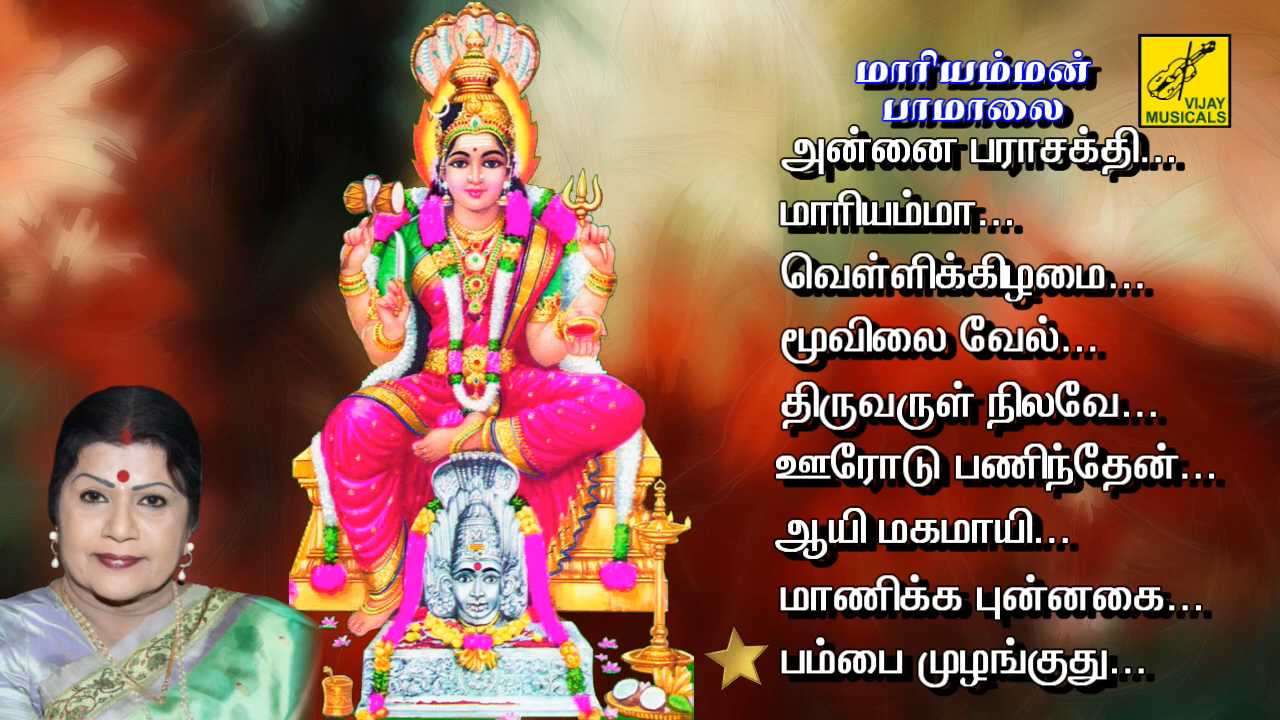 மாரியம்மன்
பாமாலை
VIJAY
MUSICALS
அன்னை பராசக்தி...
மாரியம்மா...
வெள்ளிக்கிழமை...
மூவிலை வேல்...
திருவருள் நிலவே...
ஊரோடு பணிந்தேன்...
ஆயி மகமாயி...
மாணிக்க புன்னகை...
பம்பை முழங்குது...